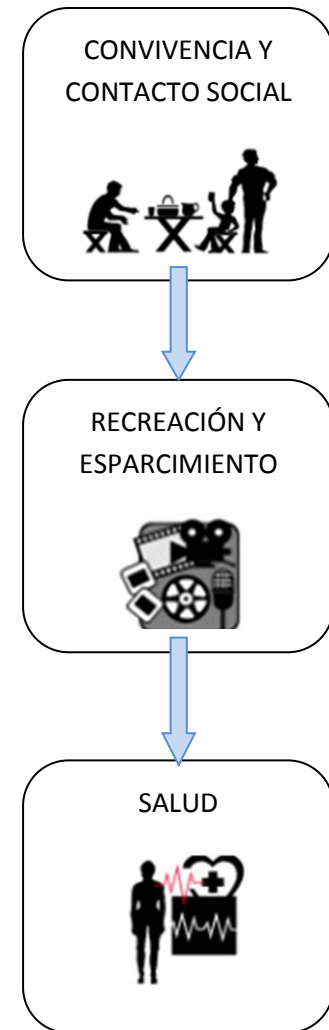 CONVIVENCIA Y
CONTACTO SOCIAL
RECREACIÓN Y
ESPARCIMIENTO
SALUD